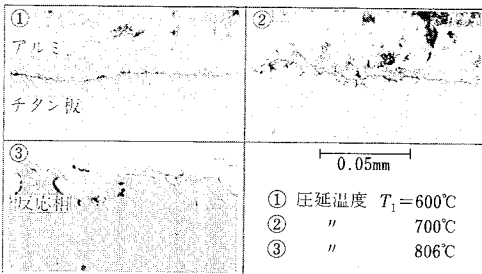 ①
アルミ
チタン板
②
③
反応相
0.05mm
① 圧延温度 T₁=600℃
② 〃 700℃
③ 〃 806℃